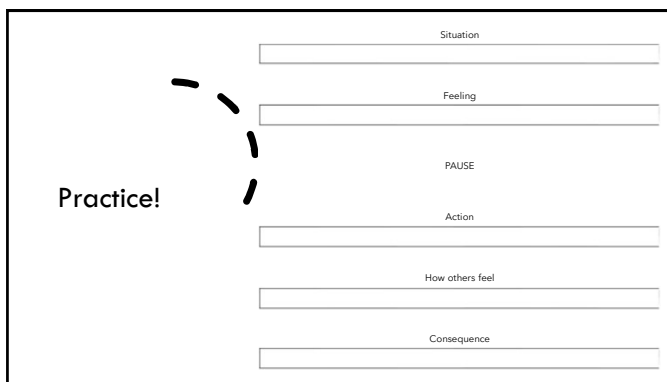 Practice!
Situation
Feeling
PAUSE
Action
How others feel
Consequence